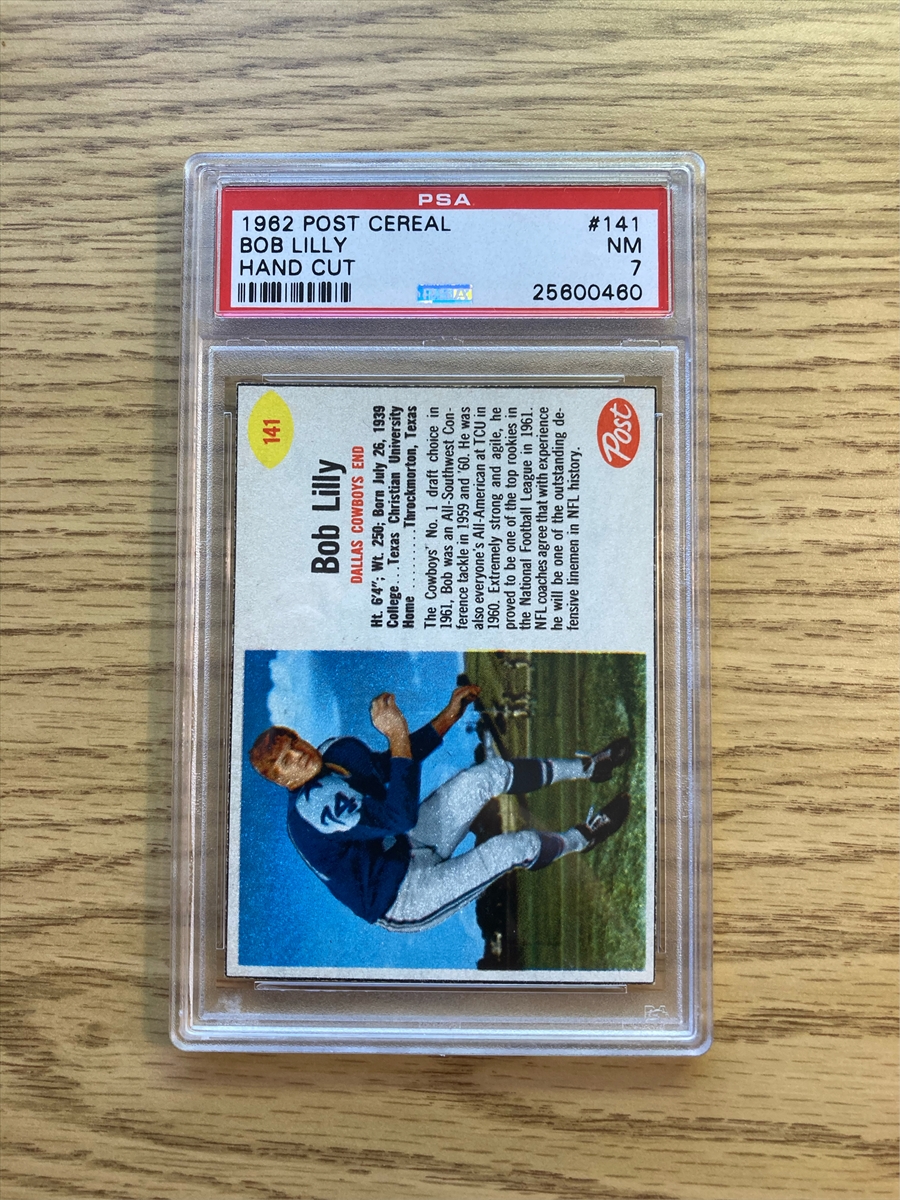 PSA
1962 POST CEREAL #141
BOB LILLY NM
HAND CUT 7
25600460
141
Bob Lilly
DALLAS COWBOYS END
Ht. 6'4"; Wt. 250; Born July 26, 1939
College . . Texas Christian University
Home . . . . . . . . . . Throckmorton, Texas
The Cowboys' No. 1 draft choice in
1961, Bob was an All-Southwest Con-
ference tackle in 1959 and '60. He was
also everyone's All-American at TCU in
1960. Extremely strong and agile, he
proved to be one of the top rookies in
the National Football League in 1961.
NFL coaches agree that with experience
he will be one of the outstanding de-
fensive linemen in NFL history.
Post
74